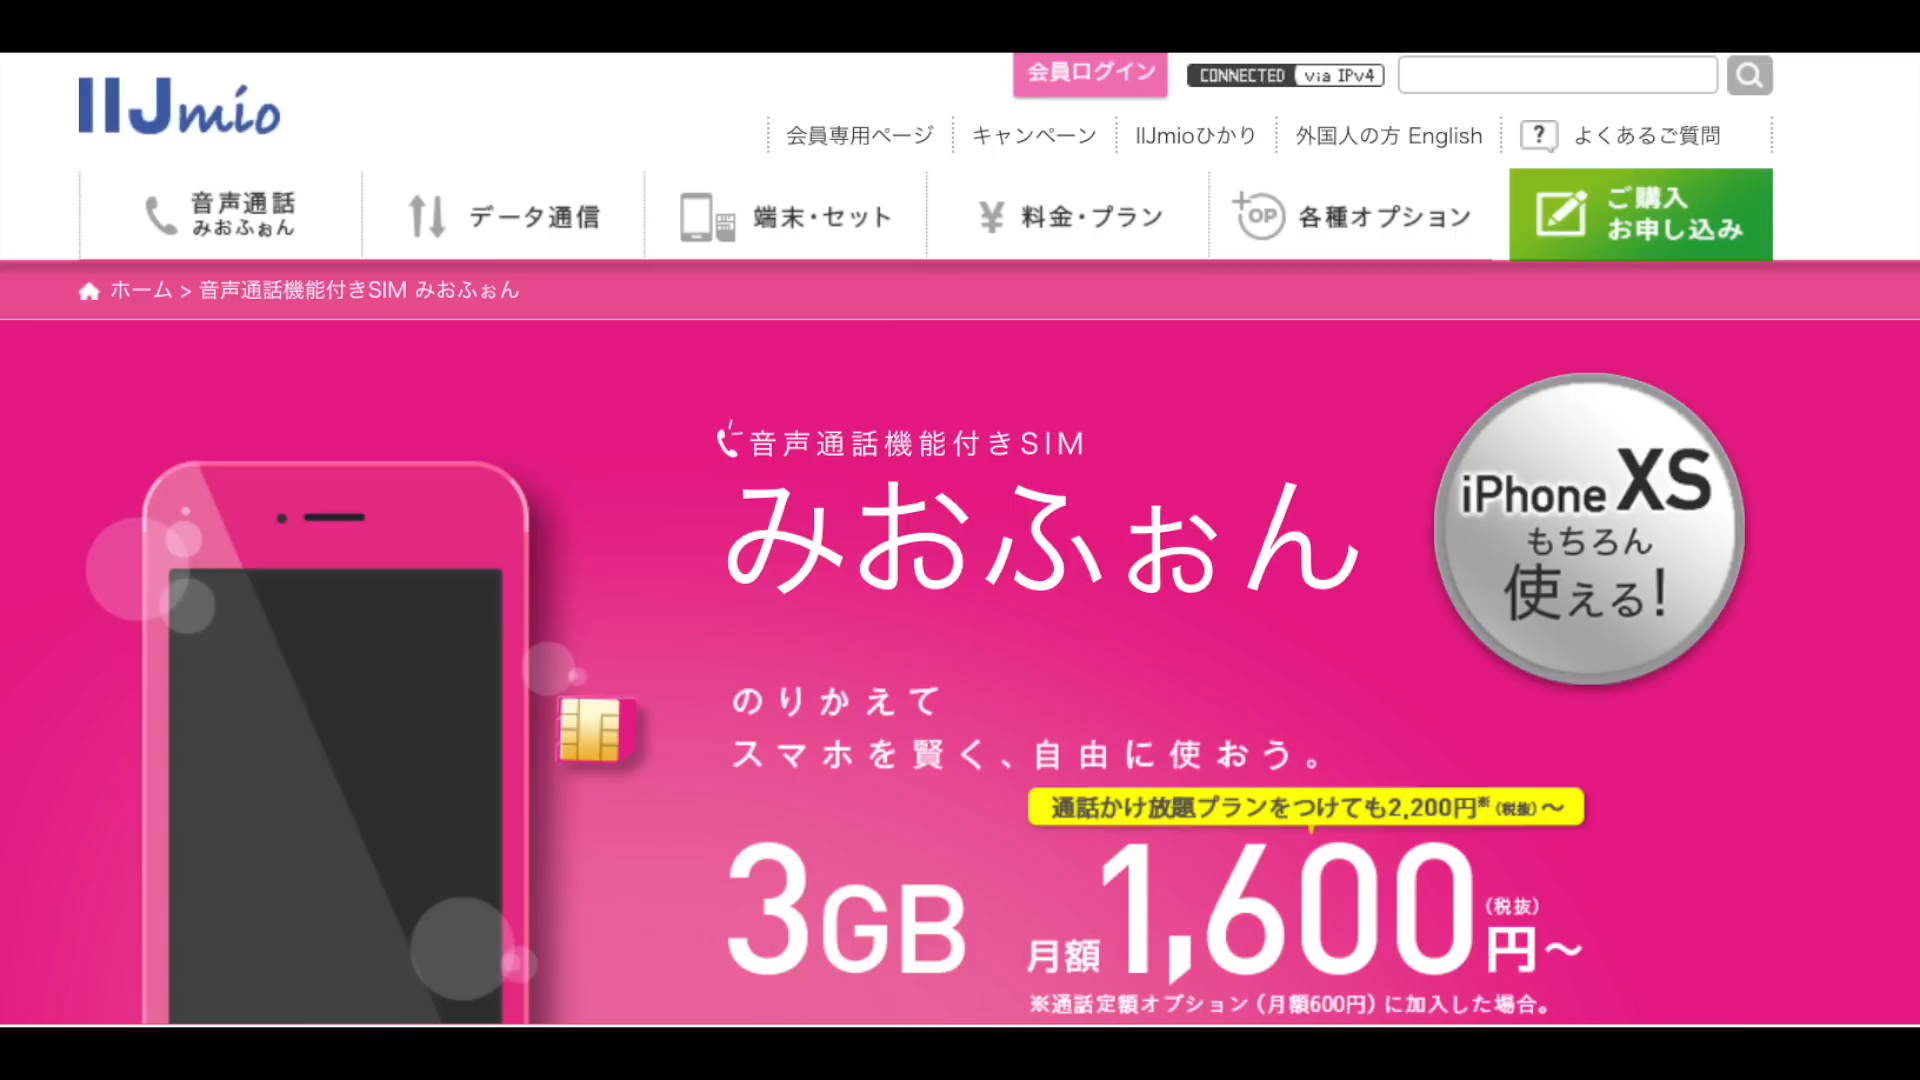 IIJmio
会員ログイン
CONNECTED via IPv4
会員専用ページ
キャンペーン
IIJmioひかり
外国人の方 English
? よくあるご質問
音声通話
みおふぉん
データ通信
端末・セット
¥ 料金・プラン
+OP 各種オプション
ご購入
お申し込み
ホーム > 音声通話機能付きSIM みおふぉん
音声通話機能付きSIM
みおふぉん
iPhone XS
もちろん
使える!
のりかえて
スマホを賢く、自由に使おう。
通話かけ放題プランをつけても2,200円※(税抜)〜
3GB 月額1,600円(税抜)〜
※通話定額オプション(月額600円)に加入した場合。